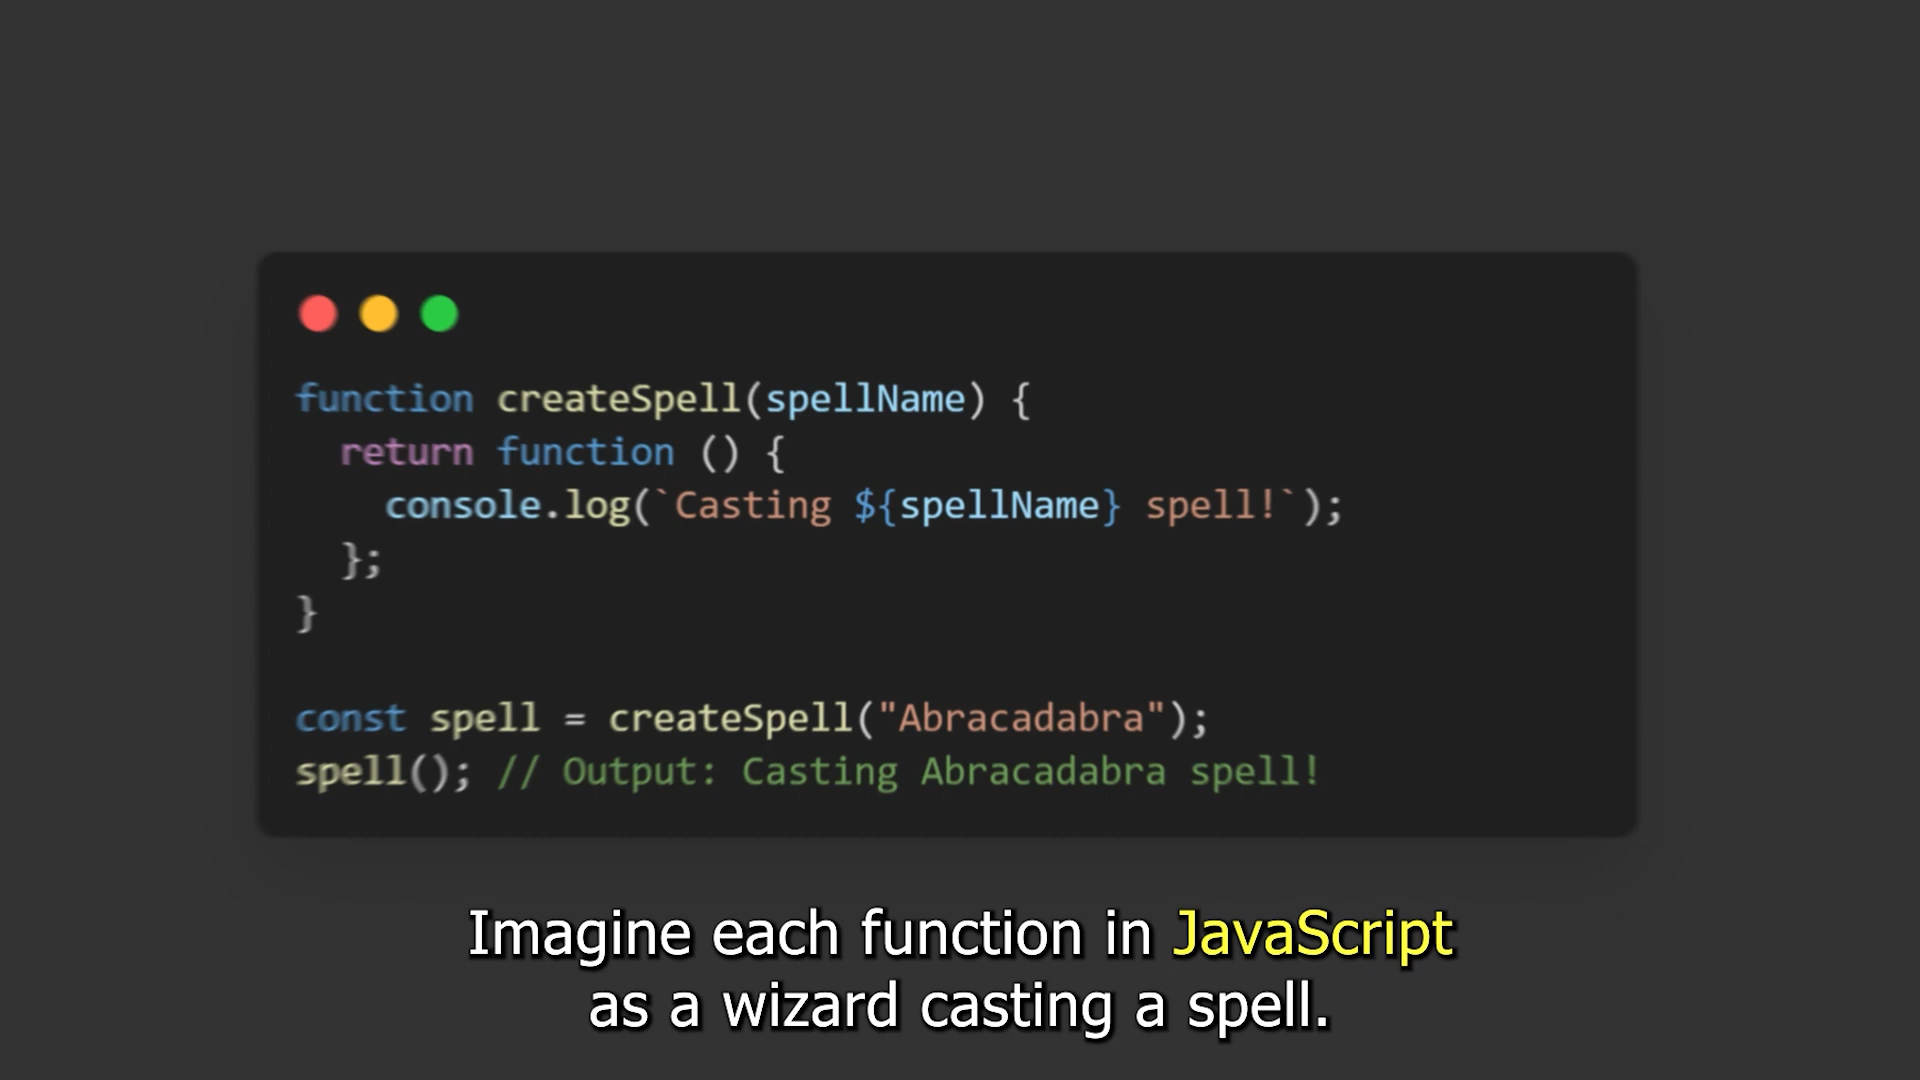 function createSpell(spellName) {
  return function () {
    console.log(`Casting ${spellName} spell!`);
  };
}
const spell = createSpell("Abracadabra");
spell(); // Output: Casting Abracadabra spell!
Imagine each function in JavaScript
as a wizard casting a spell.